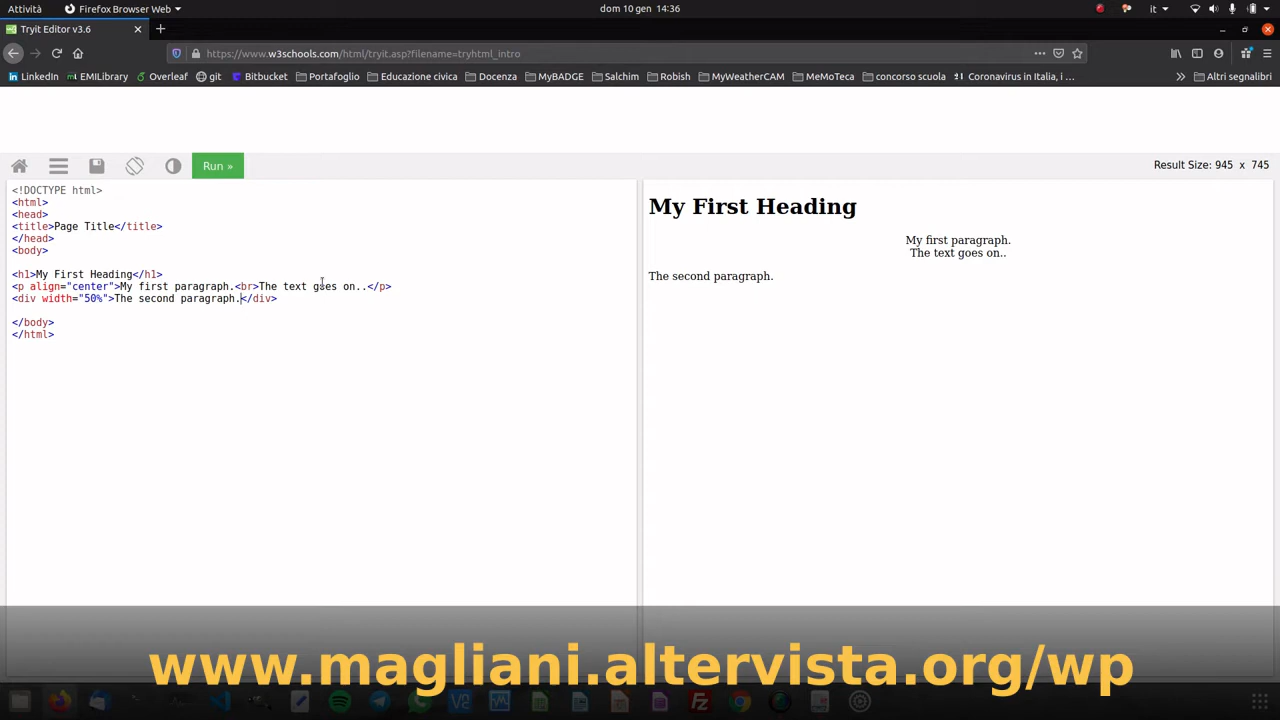 Attività Firefox Browser Web dom 10 gen 14:36 it
Tryit Editor v3.6
https://www.w3schools.com/html/tryit.asp?filename=tryhtml_intro
LinkedIn EMILibrary Overleaf git Bitbucket Portafoglio Educazione civica Docenza MyBADGE Salchim Robish MyWeatherCAM MeMoTeca concorso scuola Coronavirus in Italia, i … Altri segnalibri
Run » Result Size: 945 x 745
<!DOCTYPE html>
<html>
<head>
<title>Page Title</title>
</head>
<body>
<h1>My First Heading</h1>
<p align="center">My first paragraph.<br>The text goes on..</p>
<div width="50%">The second paragraph.</div>
</body>
</html>
My First Heading
My first paragraph.
The text goes on..
The second paragraph.
www.magliani.altervista.org/wp